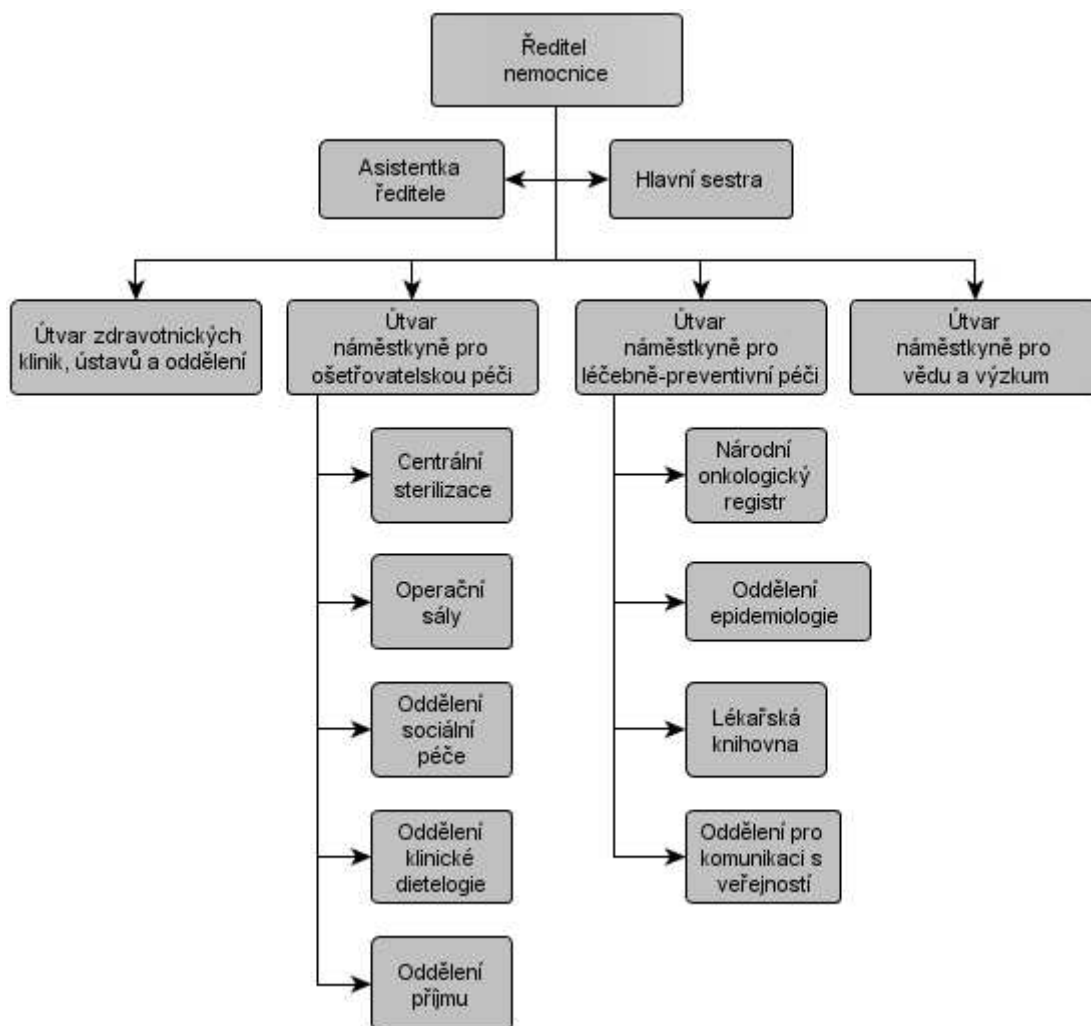 Ředitel
nemocnice
Asistentka
ředitele
Hlavní sestra
Útvar zdravotnických
klinik, ústavů a oddělení
Útvar
náměstkyně pro
ošetřovatelskou péči
Útvar
náměstkyně pro
léčebně-preventivní péči
Útvar
náměstkyně pro
vědu a výzkum
Centrální
sterilizace
Národní
onkologický
registr
Operační
sály
Oddělení
epidemiologie
Oddělení
sociální
péče
Lékařská
knihovna
Oddělení
klinické
dietelogie
Oddělení pro
komunikaci s
veřejností
Oddělení
příjmu